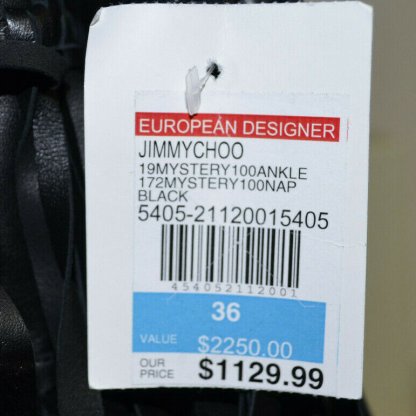 EUROPEAN DESIGNER
JIMMYCHOO
19MYSTERY100ANKLE
172MYSTERY100NAP
BLACK
5405-21120015405
454052112001
36
VALUE $2250.00
OUR PRICE $1129.99